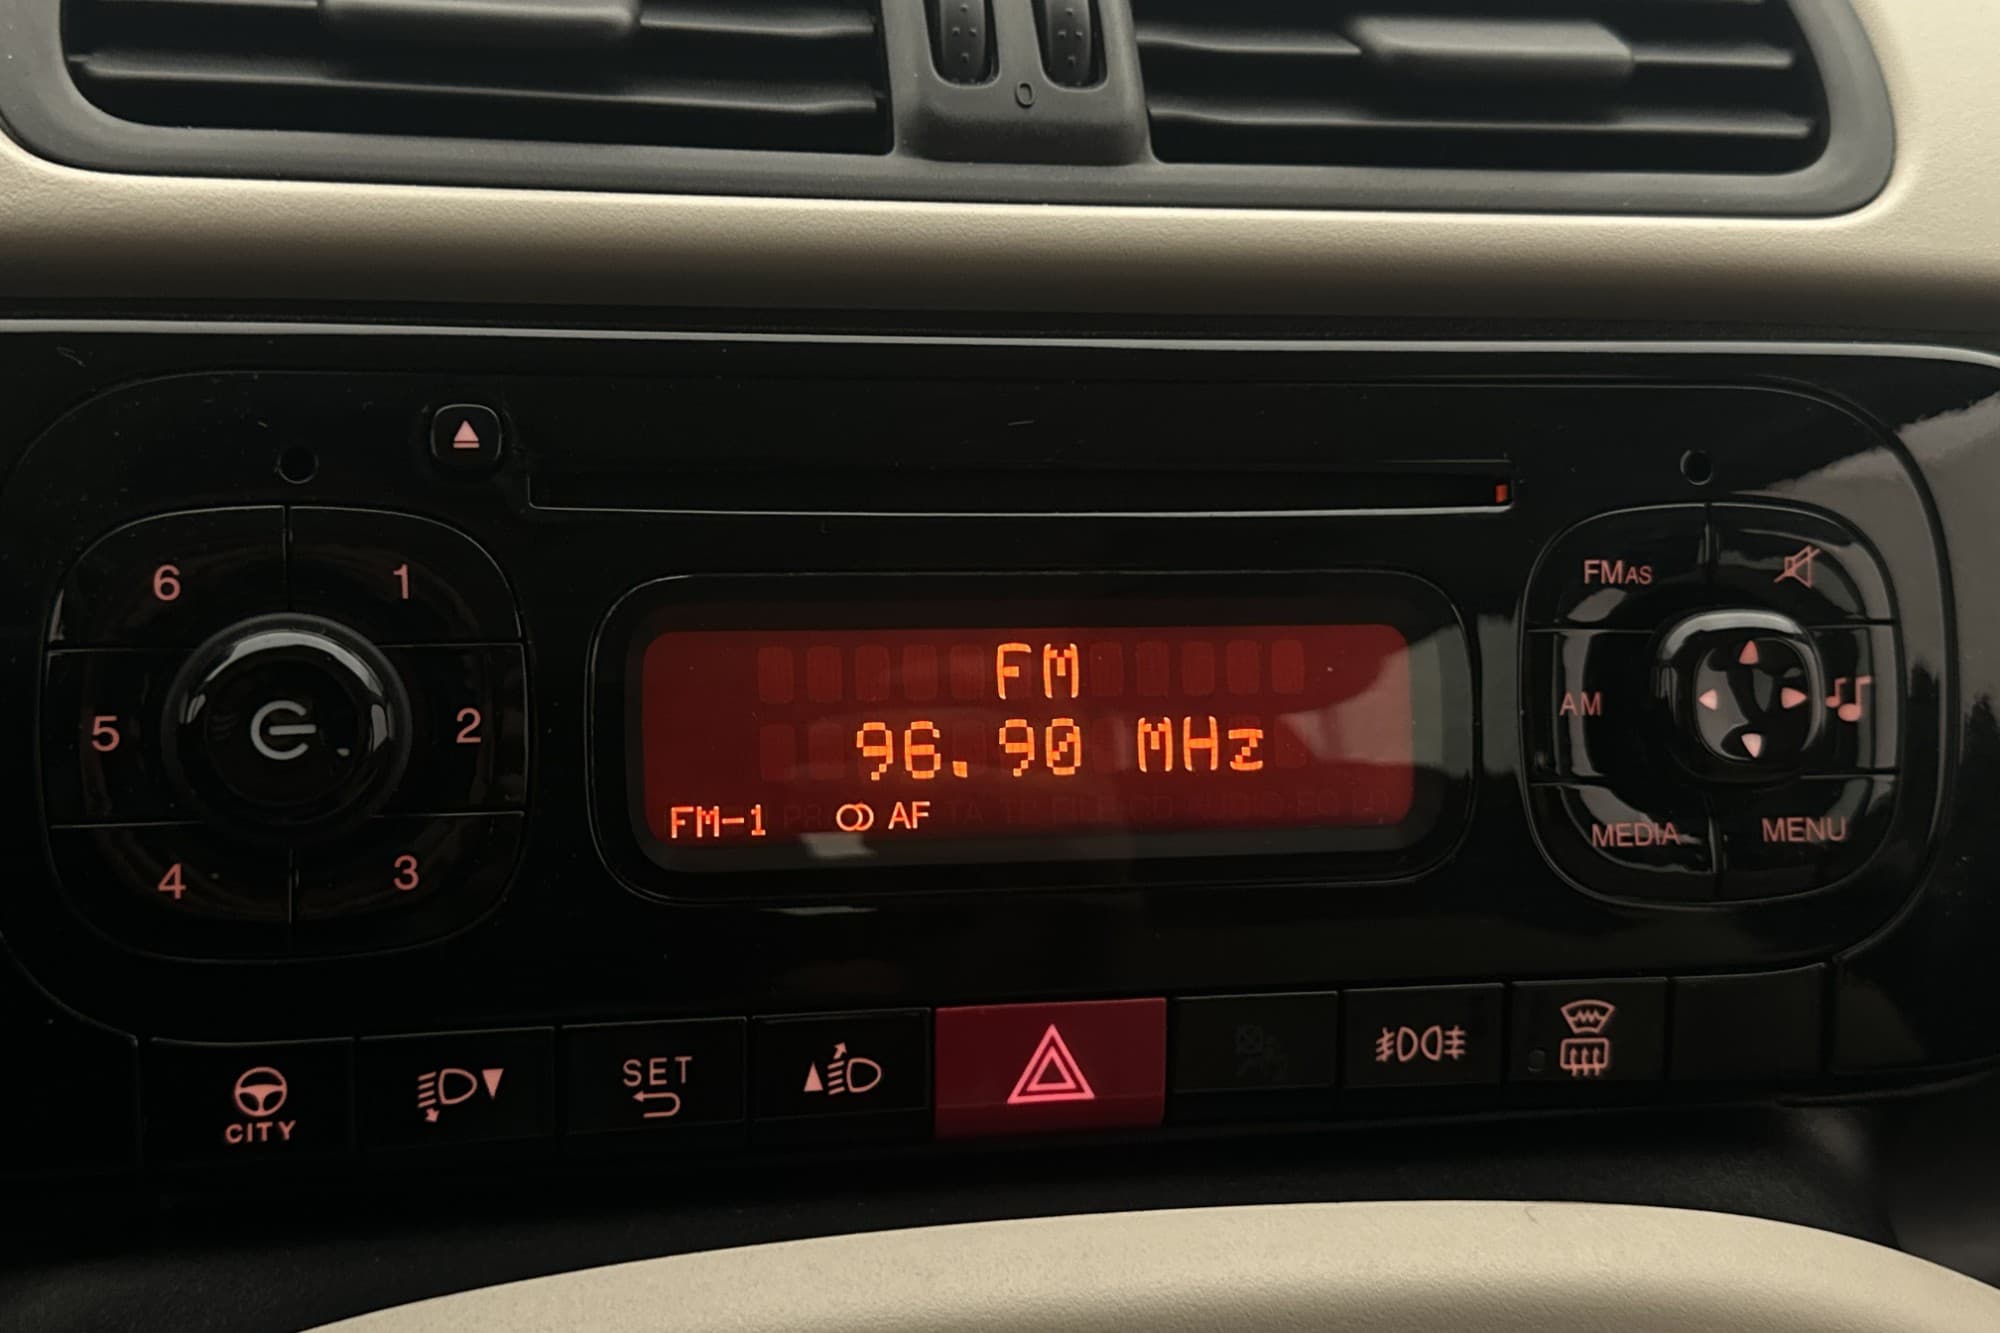 O
6
1
FMAS
5
2
AM
4
3
MEDIA
MENU
FM
96.90 MHz
FM-1 AF
CITY
SET